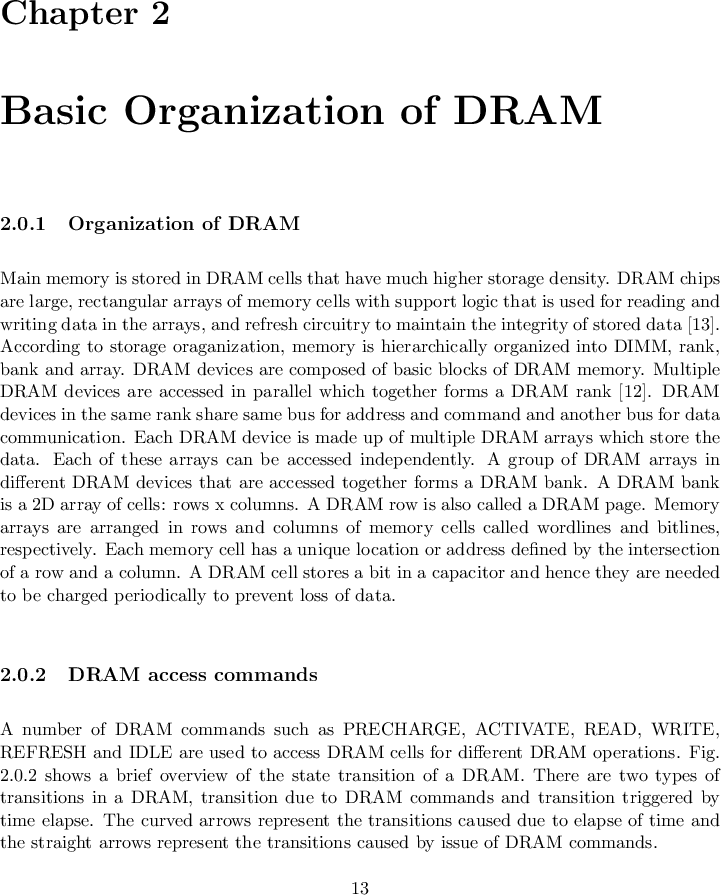 Chapter 2
Basic Organization of DRAM
2.0.1 Organization of DRAM
Main memory is stored in DRAM cells that have much higher storage density. DRAM chips
are large, rectangular arrays of memory cells with support logic that is used for reading and
writing data in the arrays, and refresh circuitry to maintain the integrity of stored data [13].
According to storage oraganization, memory is hierarchically organized into DIMM, rank,
bank and array. DRAM devices are composed of basic blocks of DRAM memory. Multiple
DRAM devices are accessed in parallel which together forms a DRAM rank [12]. DRAM
devices in the same rank share same bus for address and command and another bus for data
communication. Each DRAM device is made up of multiple DRAM arrays which store the
data. Each of these arrays can be accessed independently. A group of DRAM arrays in
different DRAM devices that are accessed together forms a DRAM bank. A DRAM bank
is a 2D array of cells: rows x columns. A DRAM row is also called a DRAM page. Memory
arrays are arranged in rows and columns of memory cells called wordlines and bitlines,
respectively. Each memory cell has a unique location or address defined by the intersection
of a row and a column. A DRAM cell stores a bit in a capacitor and hence they are needed
to be charged periodically to prevent loss of data.
2.0.2 DRAM access commands
A number of DRAM commands such as PRECHARGE, ACTIVATE, READ, WRITE,
REFRESH and IDLE are used to access DRAM cells for different DRAM operations. Fig.
2.0.2 shows a brief overview of the state transition of a DRAM. There are two types of
transitions in a DRAM, transition due to DRAM commands and transition triggered by
time elapse. The curved arrows represent the transitions caused due to elapse of time and
the straight arrows represent the transitions caused by issue of DRAM commands.
13